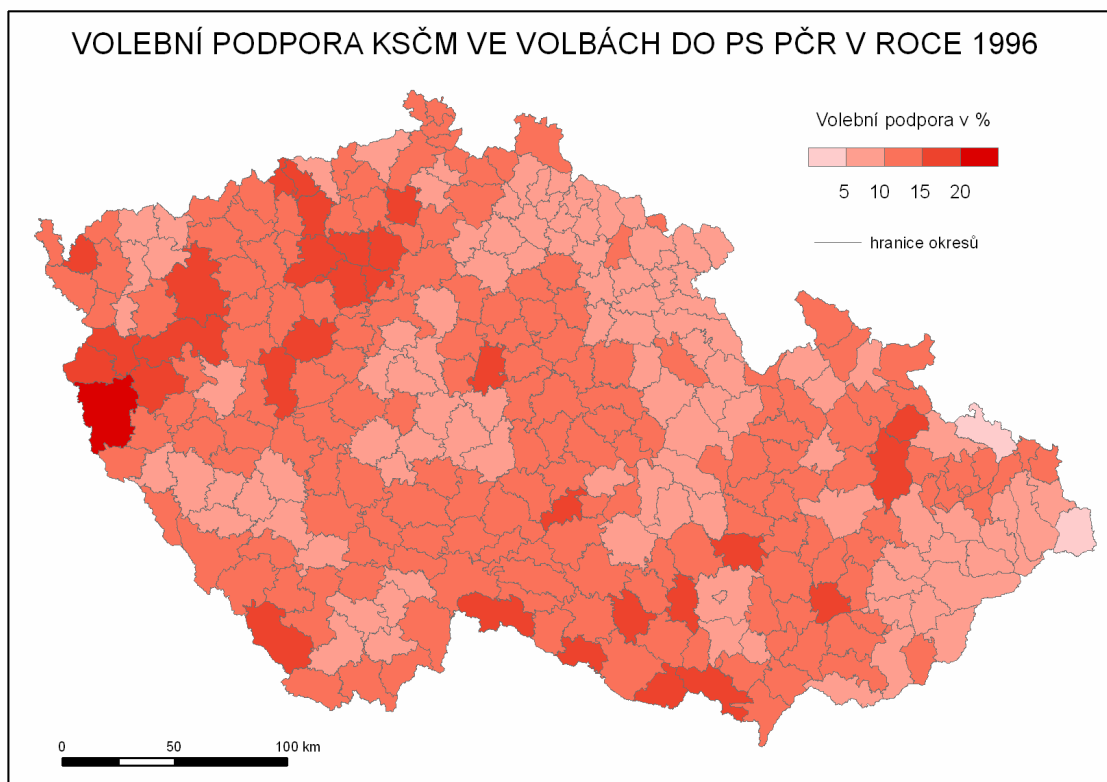 VOLEBNÍ PODPORA KSČM VE VOLBÁCH DO PS PČR V ROCE 1996
Volební podpora v %
5 10 15 20
hranice okresů
0 50 100 km